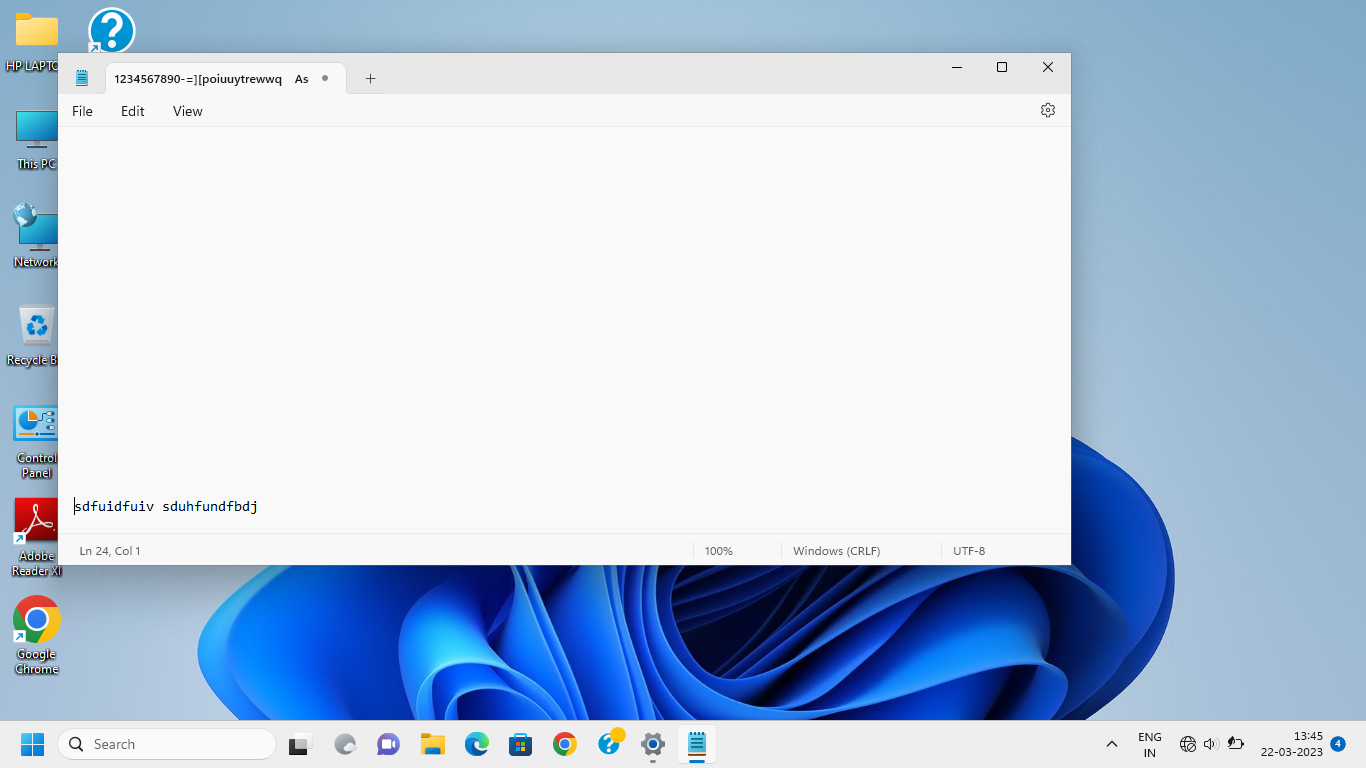 HP LAPTO
1234567890-=][poiuuytrewwq As
File Edit View
This PC
Network
Recycle B
Control
Panel
sdfuidfuiv sduhfundfbdj
Ln 24, Col 1 100% Windows (CRLF) UTF-8
Adobe
Reader XI
Google
Chrome
Search
ENG
IN
13:45
22-03-2023
4